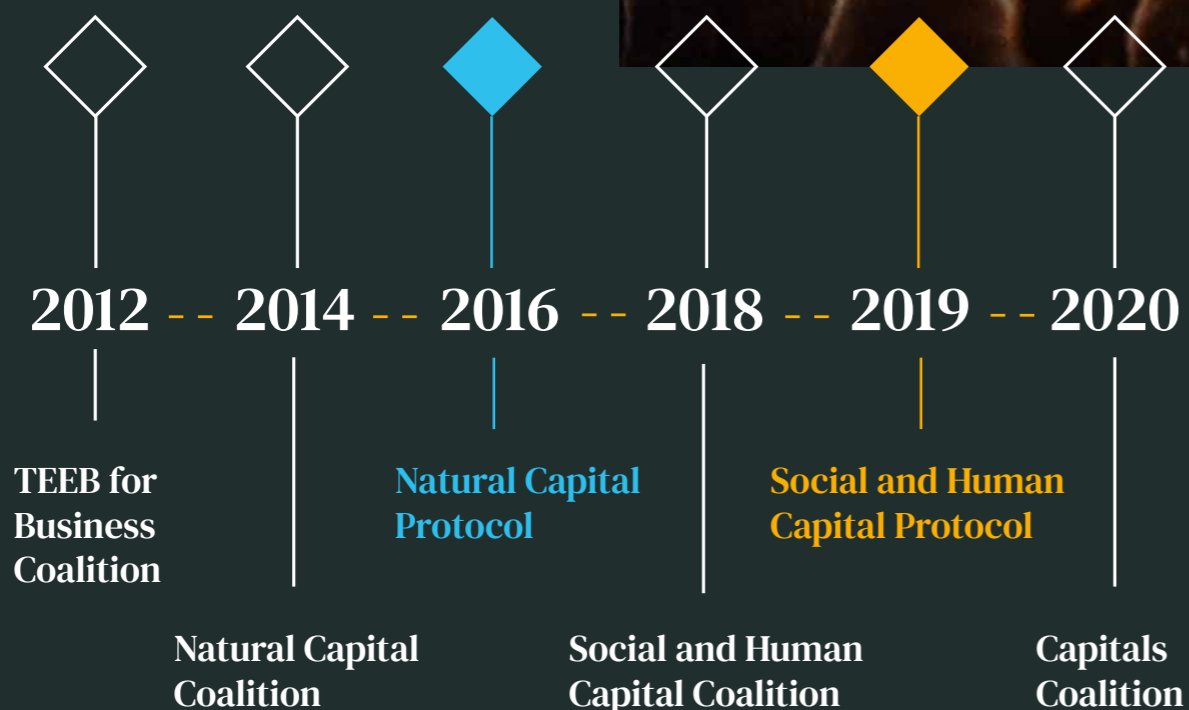 2012 -- 2014 -- 2016 -- 2018 -- 2019 -- 2020
TEEB for
Business
Coalition
Natural Capital
Coalition
Natural Capital
Protocol
Social and Human
Capital Coalition
Social and Human
Capital Protocol
Capitals
Coalition